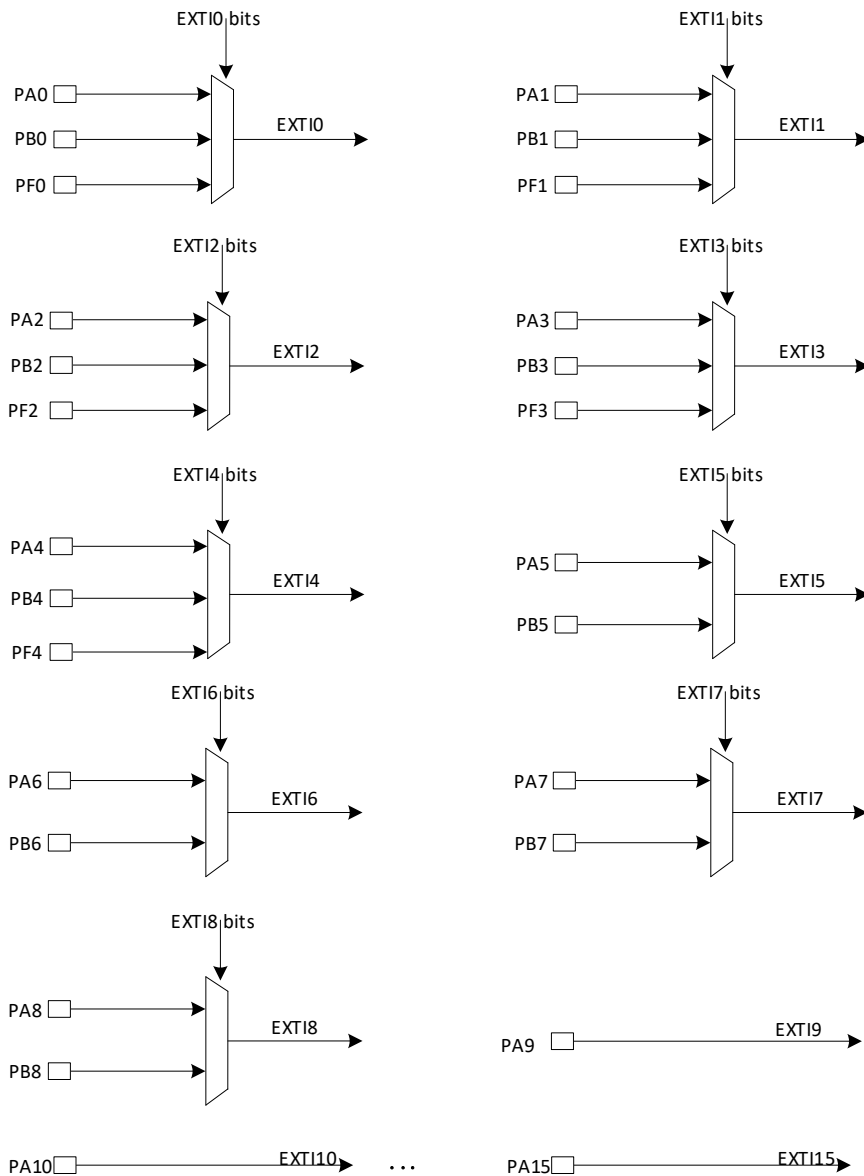 EXTI0 bits
PA0
PB0
EXTI0
PF0
EXTI1 bits
PA1
PB1
EXTI1
PF1
EXTI2 bits
PA2
PB2
EXTI2
PF2
EXTI3 bits
PA3
PB3
EXTI3
PF3
EXTI4 bits
PA4
PB4
EXTI4
PF4
EXTI5 bits
PA5
EXTI5
PB5
EXTI6 bits
PA6
EXTI6
PB6
EXTI7 bits
PA7
EXTI7
PB7
EXTI8 bits
PA8
EXTI8
PB8
PA9
EXTI9
PA10
EXTI10
...
PA15
EXTI15